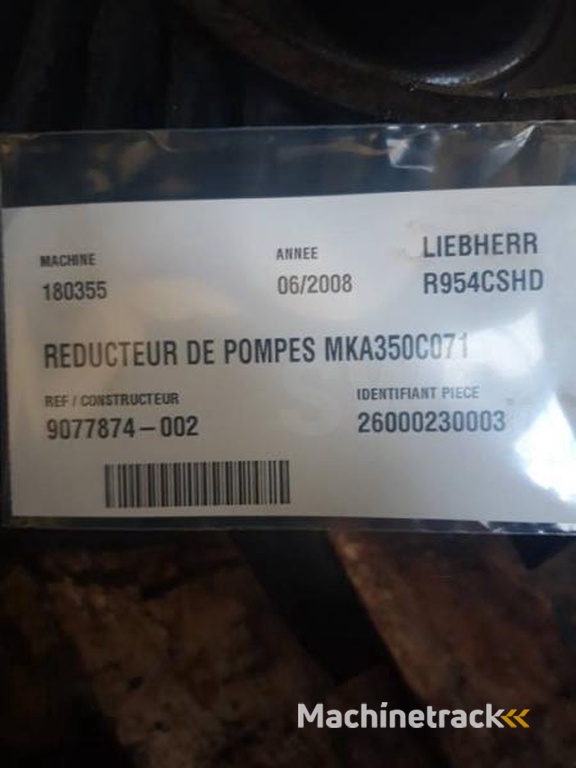 MACHINE ANNEE LIEBHERR
180355 06/2008 R954CSHD
REDUCTEUR DE POMPES MKA350C071
REF / CONSTRUCTEUR IDENTIFIANT PIECE
9077874-002 26000230003
Machinetrack